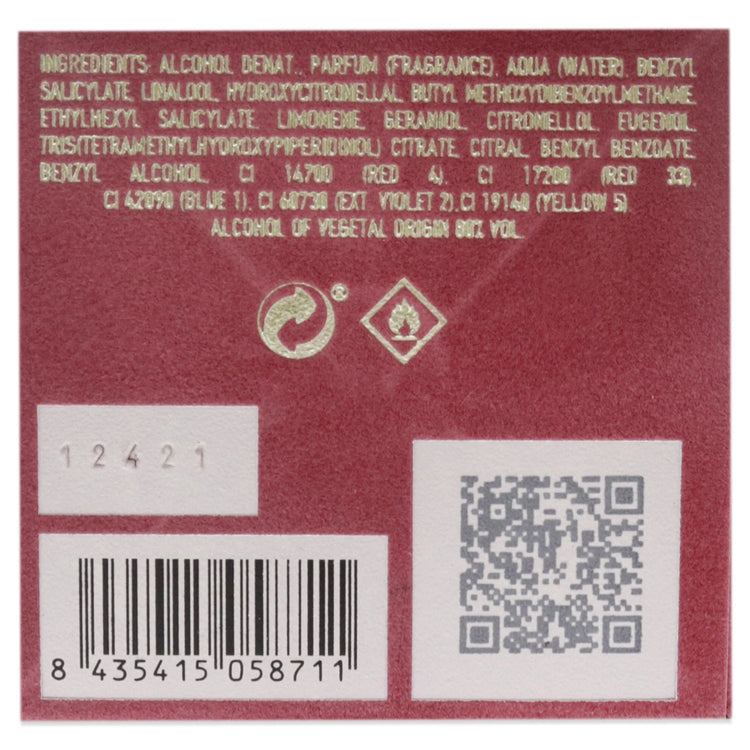 INGREDIENTS: ALCOHOL DENAT., PARFUM (FRAGRANCE), AQUA (WATER), BENZYL
SALICYLATE, LINALOOL, HYDROXYCITRONELLAL, BUTYL METHOXYDIBENZOYLMETHANE,
ETHYLHEXYL SALICYLATE, LIMONENE, GERANIOL, CITRONELLOL, EUGENOL,
TRIS(TETRAMETHYLHYDROXYPIPERIDINOL) CITRATE, CITRAL, BENZYL BENZOATE,
BENZYL ALCOHOL, CI 14700 (RED 4), CI 17200 (RED 33),
CI 42090 (BLUE 1), CI 60730 (EXT. VIOLET 2), CI 19140 (YELLOW 5)
ALCOHOL OF VEGETAL ORIGIN 80% VOL.
®
12421
8 435415 058711